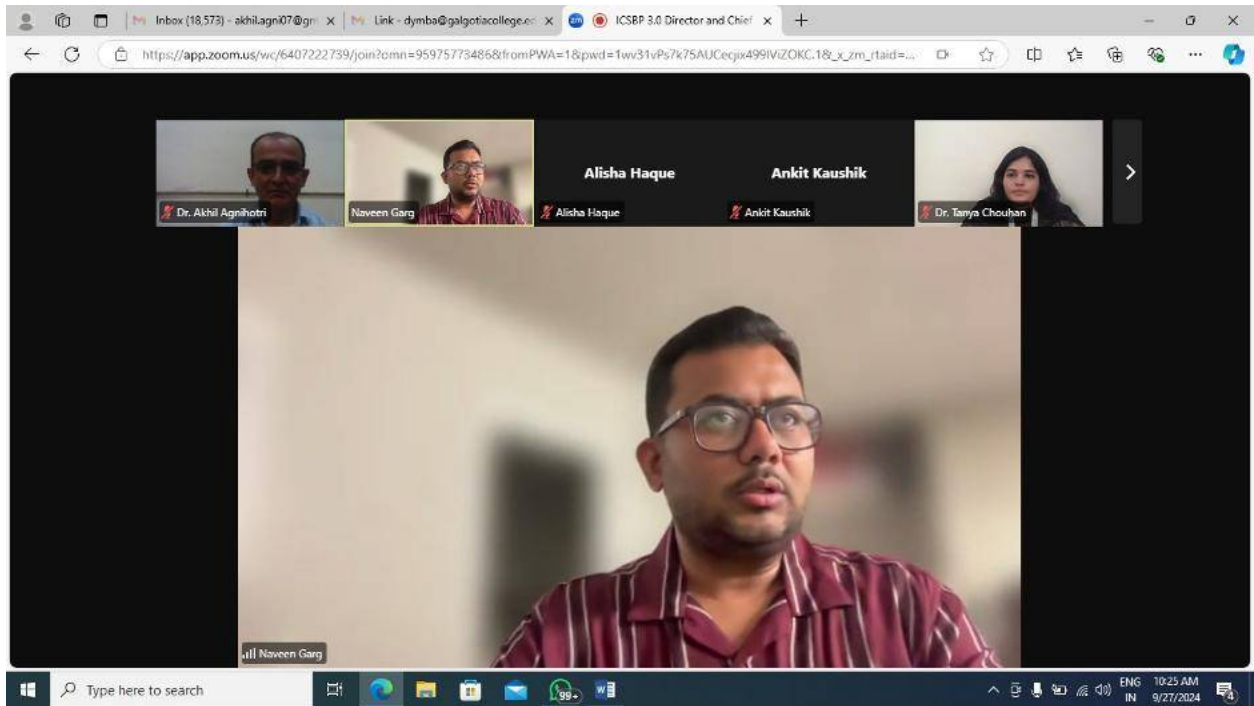 Inbox (18,573) - akhil.agni07@gm
Link - dymba@galgotiacollege.ed
zm
ICSBP 3.0 Director and Chief
https://app.zoom.us/wc/6407222739/join?omn=95975773486&fromPWA=1&pwd=1wv31vPs7k75AUCecjix499IViZOKC.1&_x_zm_rtaid=...
Alisha Haque
Ankit Kaushik
Dr. Akhil Agnihotri
Naveen Garg
Alisha Haque
Ankit Kaushik
Dr. Tanya Chouhan
Naveen Garg
Type here to search
99+
ENG
IN
10:25 AM
9/27/2024
4